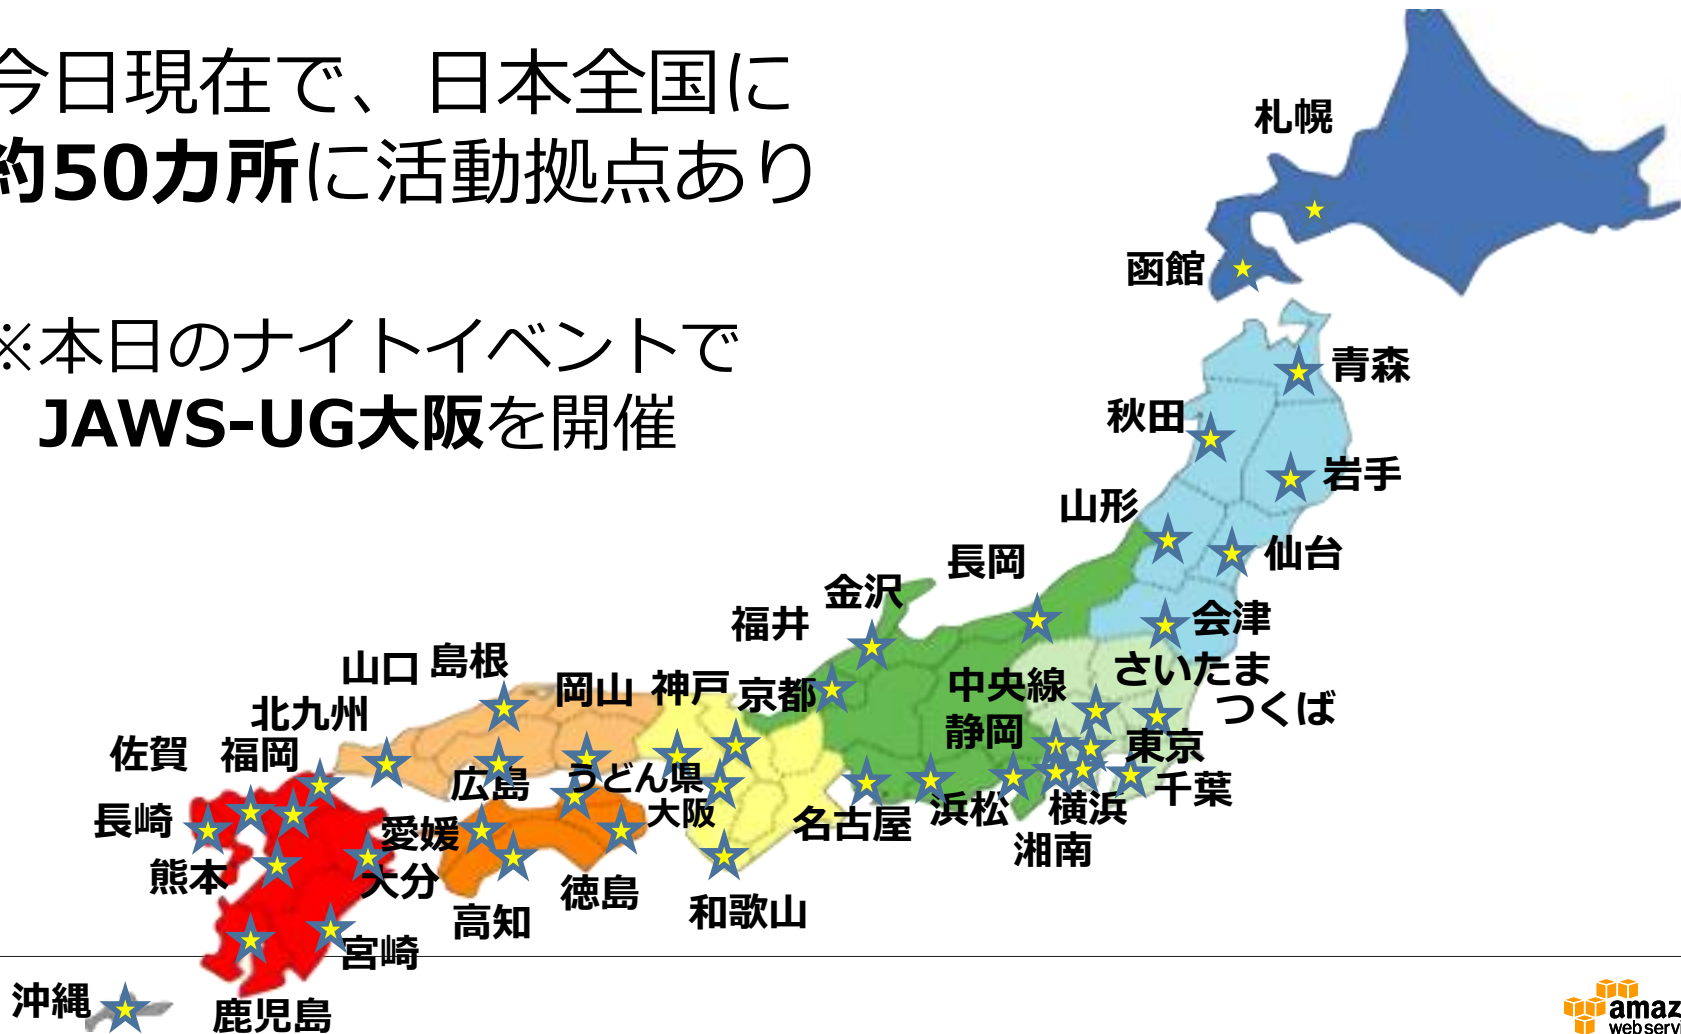 今日現在で、日本全国に
約50カ所に活動拠点あり
※本日のナイトイベントで
JAWS-UG大阪を開催
札幌
函館
青森
秋田
岩手
山形
仙台
長岡
金沢
会津
福井
さいたま
山口
島根
岡山
神戸
京都
中央線
つくば
北九州
静岡
佐賀
福岡
東京
広島
うどん県
千葉
長崎
愛媛
大阪
名古屋
浜松
横浜
湘南
熊本
大分
徳島
高知
和歌山
宮崎
沖縄
鹿児島
amaz
webservi